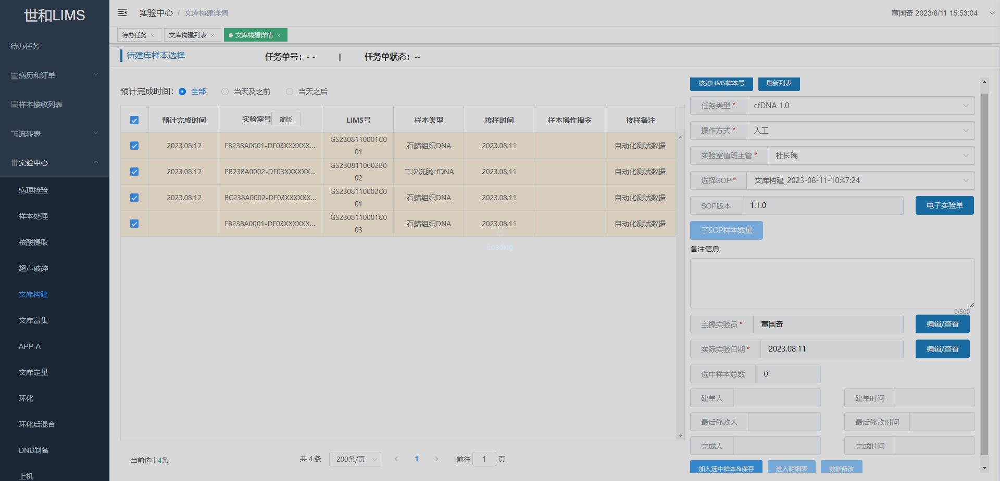 世和LIMS
待办任务
病历和订单
样本接收列表
流转表
实验中心
病理检验
样本处理
核酸提取
超声破碎
文库构建
文库富集
APP-A
文库定量
环化
环化后混合
DNB制备
上机
实验中心 / 文库构建详情
董国奇 2023/8/11 15:53:04
待办任务 ×
文库构建列表 ×
文库构建详情 ×
待建库样本选择
任务单号：- -
|
任务单状态：--
预计完成时间： 全部 当天及之前 当天之后
预计完成时间 实验室号 简版 LIMS号 样本类型 接样时间 样本操作指令 接样备注
2023.08.12 FB238A0001-DF03XXXXXX... GS2308110001C001 石蜡组织DNA 2023.08.11 自动化测试数据
2023.08.12 PB238A0002-DF03XXXXXX... GS2308110002B002 二次洗脱cfDNA 2023.08.11 自动化测试数据
2023.08.12 BC238A0002-DF03XXXXXX... GS2308110002C001 石蜡组织DNA 2023.08.11 自动化测试数据
FB238A0001-DF03XXXXXX... GS2308110001C003 石蜡组织DNA 2023.08.11 自动化测试数据
Loading
当前选中4条
共 4 条 200条/页 1 前往 1 页
核对LIMS样本号 刷新列表
任务类型* cfDNA 1.0
操作方式* 人工
实验室值班主管* 杜长琬
选择SOP* 文库构建_2023-08-11-10:47:24
SOP版本 1.1.0 电子实验单
子SOP样本数量
备注信息
0/500
主操实验员* 董国奇 编辑/查看
实际实验日期* 2023.08.11 编辑/查看
选中样本总数 0
建单人 建单时间
最后修改人 最后修改时间
完成人 完成时间
加入选中样本&保存 进入明细表 数据修改